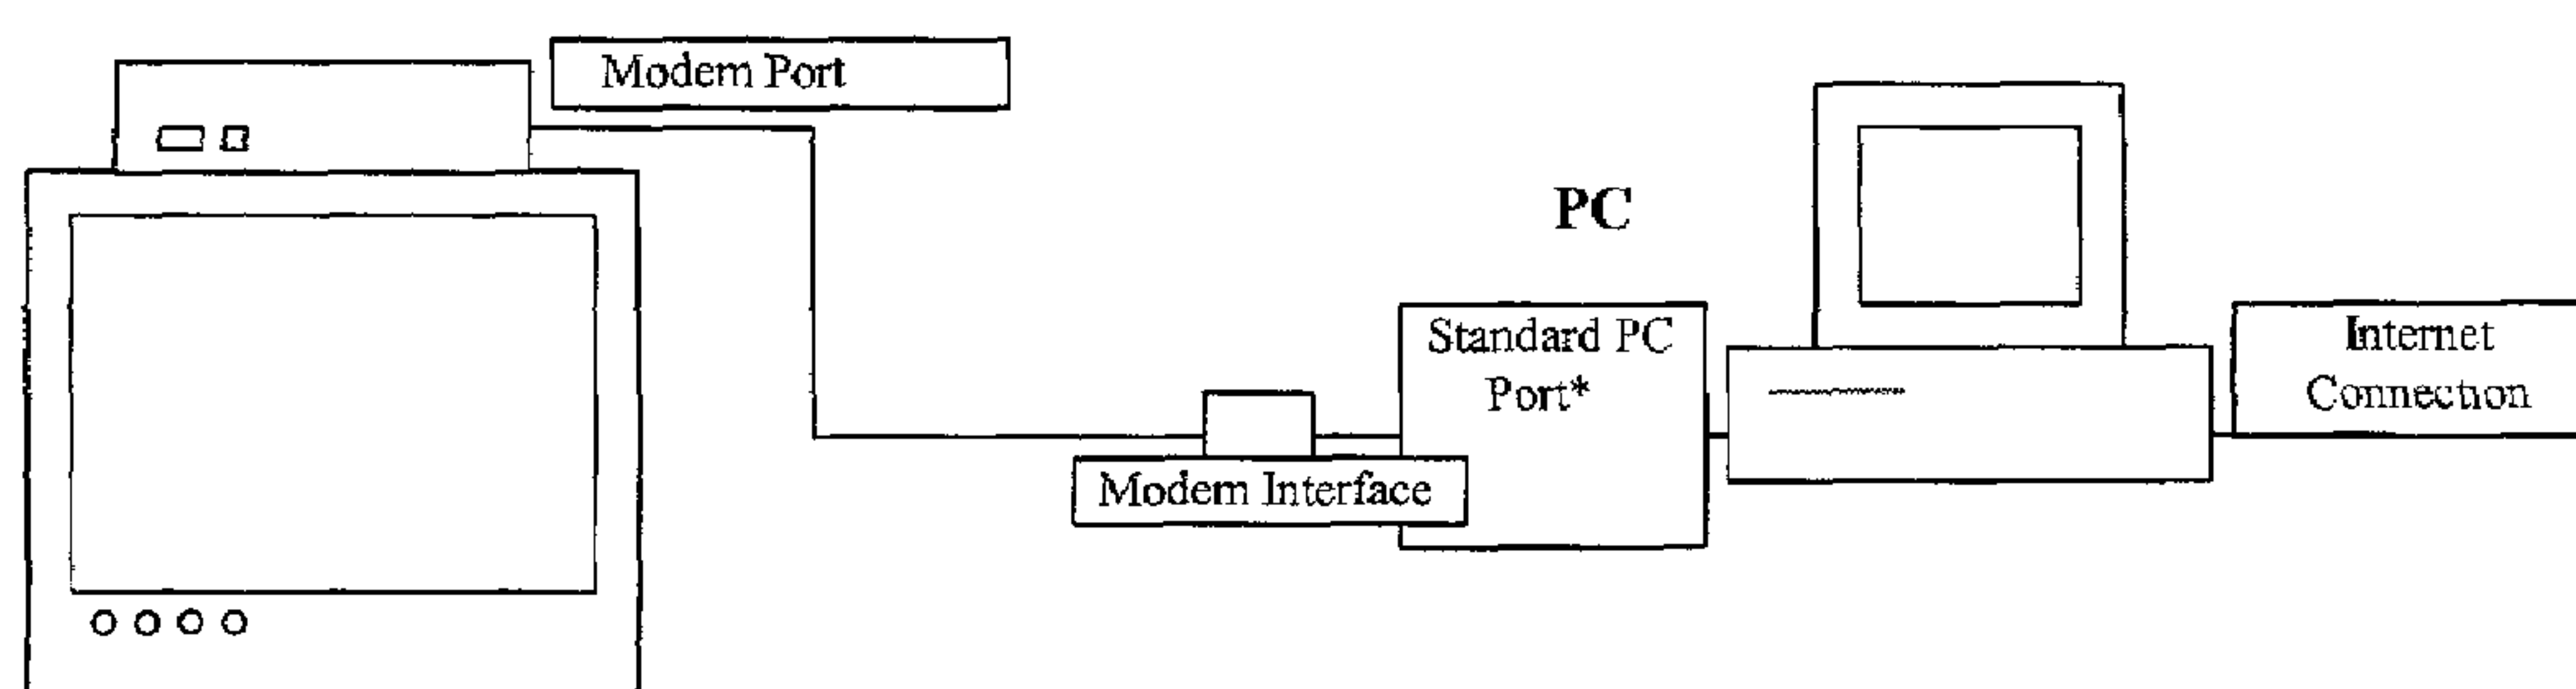 Modem Port
PC
Standard PC
Port*
Modem Interface
Internet
Connection